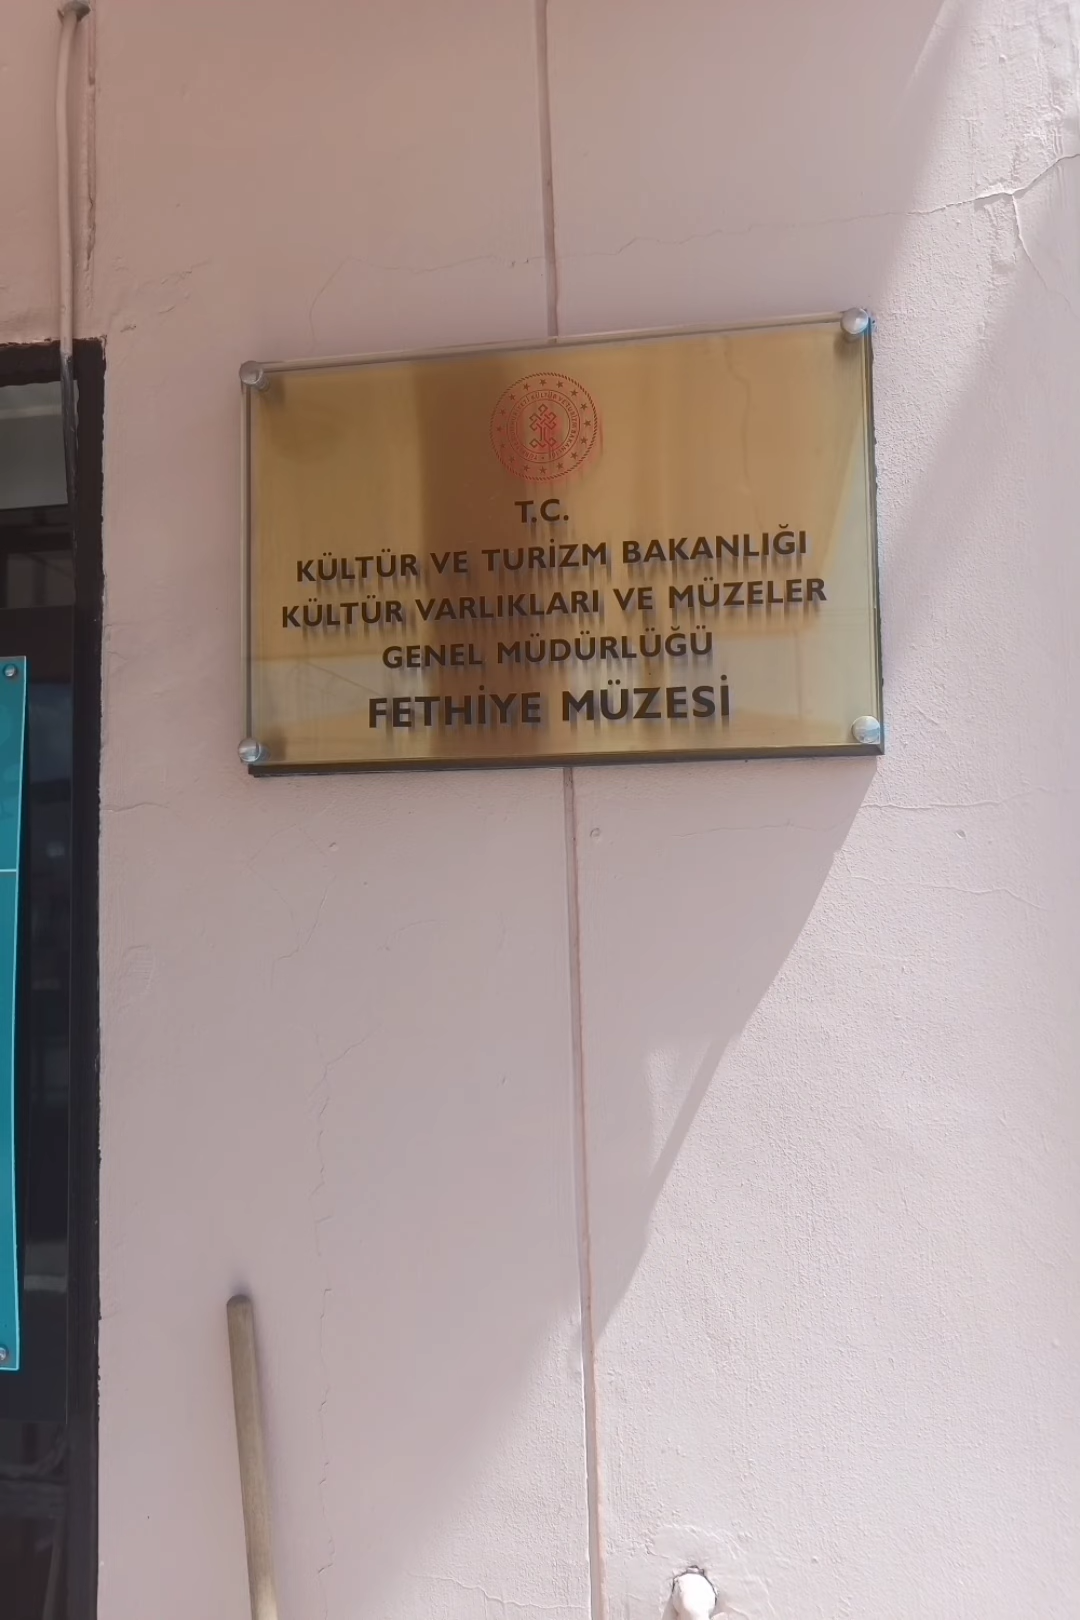 T.C.
KÜLTÜR VE TURİZM BAKANLIĞI
KÜLTÜR VARLIKLARI VE MÜZELER
GENEL MÜDÜRLÜĞÜ
FETHİYE MÜZESİ